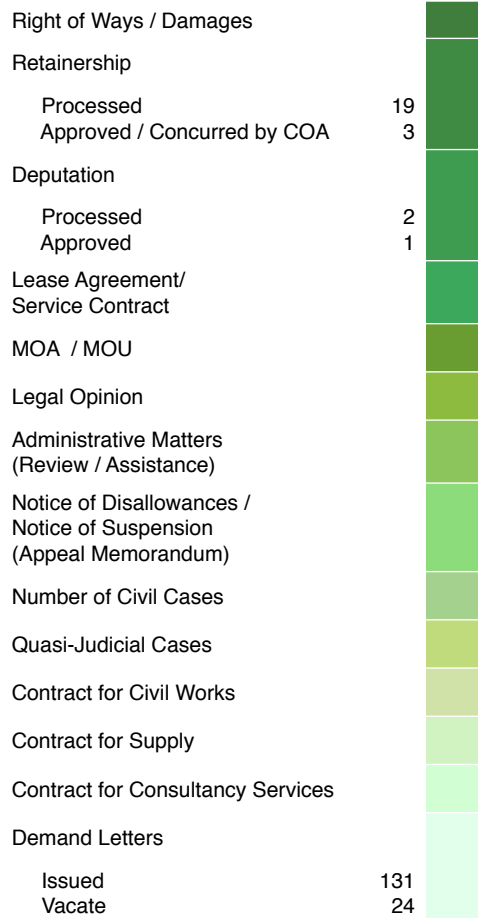 Right of Ways / Damages
Retainership
Processed 19
Approved / Concurred by COA 3
Deputation
Processed 2
Approved 1
Lease Agreement/
Service Contract
MOA / MOU
Legal Opinion
Administrative Matters
(Review / Assistance)
Notice of Disallowances /
Notice of Suspension
(Appeal Memorandum)
Number of Civil Cases
Quasi-Judicial Cases
Contract for Civil Works
Contract for Supply
Contract for Consultancy Services
Demand Letters
Issued 131
Vacate 24